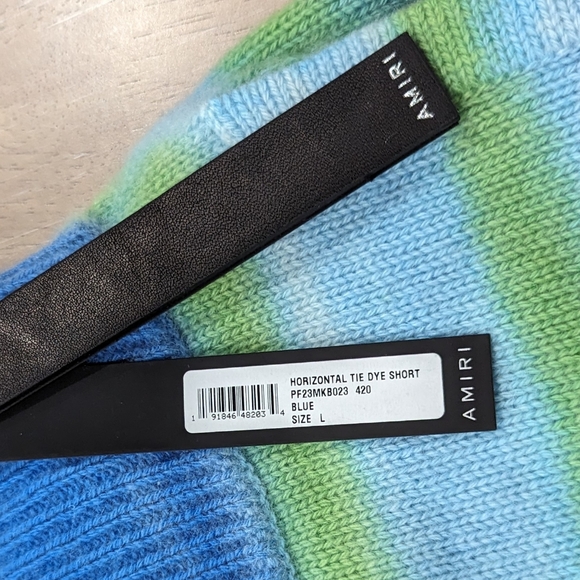 AMIRI
HORIZONTAL TIE DYE SHORT
PF23MKB023 420
BLUE
SIZE L
1 91846 48203 4
AMIRI